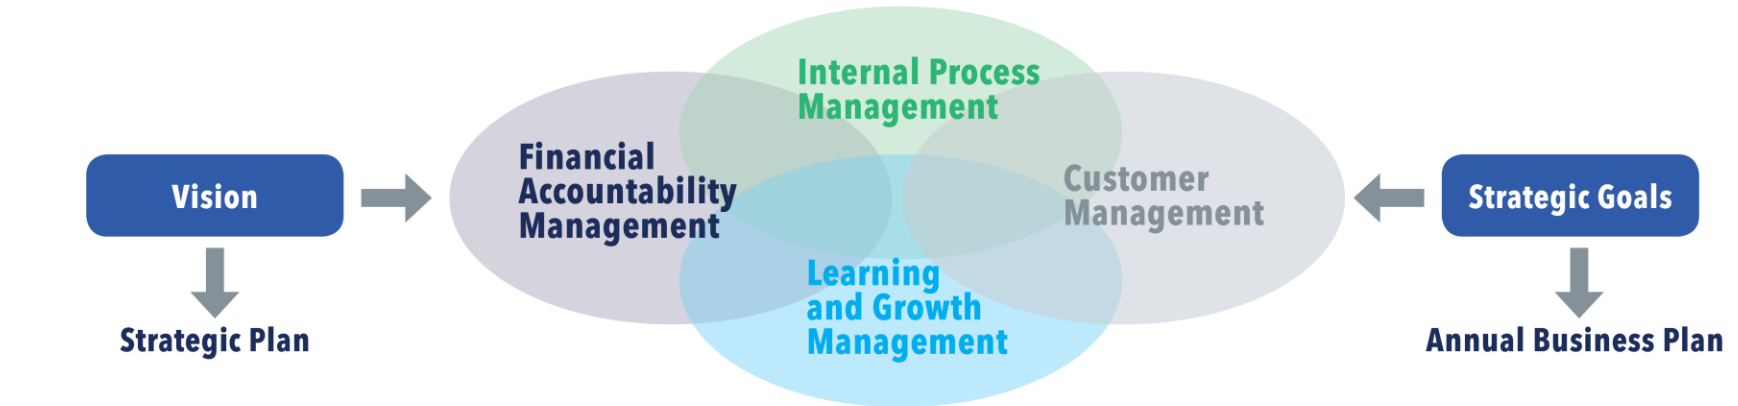 Internal Process
Management
Financial
Accountability
Management
Customer
Management
Vision
Strategic Goals
Learning
and Growth
Management
Strategic Plan
Annual Business Plan